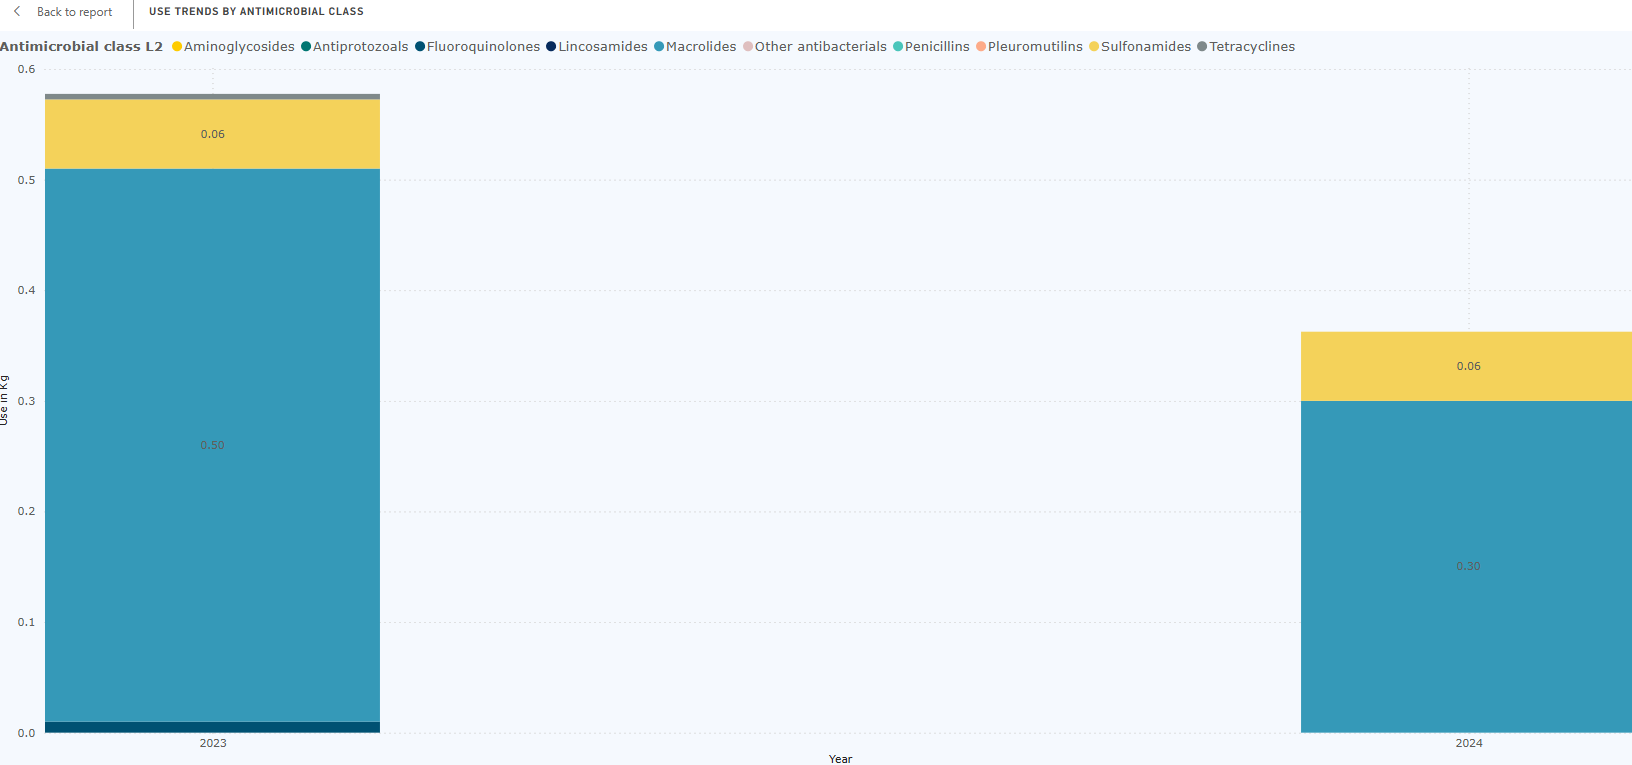 Back to report
USE TRENDS BY ANTIMICROBIAL CLASS
Antimicrobial class L2 Aminoglycosides Antiprotozoals Fluoroquinolones Lincosamides Macrolides Other antibacterials Penicillins Pleuromutilins Sulfonamides Tetracyclines
0.6
0.5
0.4
0.3
0.2
0.1
0.0
Use in Kg
0.06
0.50
0.06
0.30
2023
2024
Year